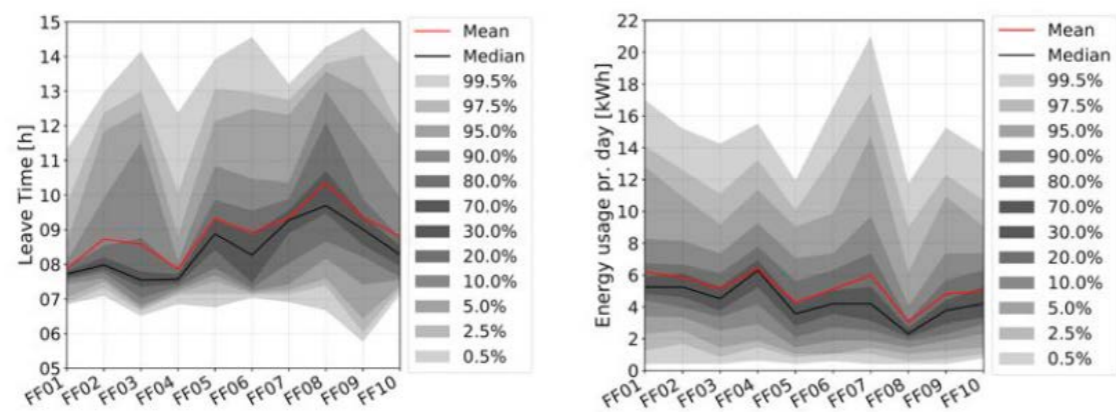 Leave Time [h]
15
14
13
12
11
10
09
08
07
06
05
FF01
FF02
FF03
FF04
FF05
FF06
FF07
FF08
FF09
FF10
Mean
Median
99.5%
97.5%
95.0%
90.0%
80.0%
70.0%
30.0%
20.0%
10.0%
5.0%
2.5%
0.5%
Energy usage pr. day [kWh]
22
20
18
16
14
12
10
8
6
4
2
0
FF01
FF02
FF03
FF04
FF05
FF06
FF07
FF08
FF09
FF10
Mean
Median
99.5%
97.5%
95.0%
90.0%
80.0%
70.0%
30.0%
20.0%
10.0%
5.0%
2.5%
0.5%